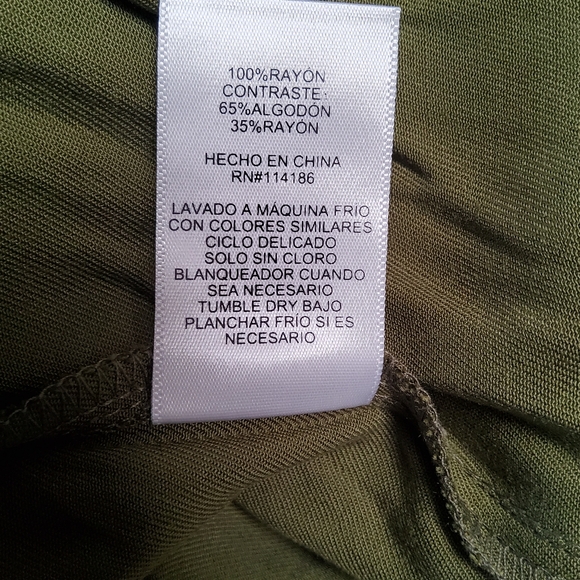 100%RAYÓN
CONTRASTE:
65%ALGODÓN
35%RAYÓN
HECHO EN CHINA
RN#114186
LAVADO A MÁQUINA FRÍO
CON COLORES SIMILARES
CICLO DELICADO
SOLO SIN CLORO
BLANQUEADOR CUANDO
SEA NECESARIO
TUMBLE DRY BAJO
PLANCHAR FRÍO SI ES
NECESARIO